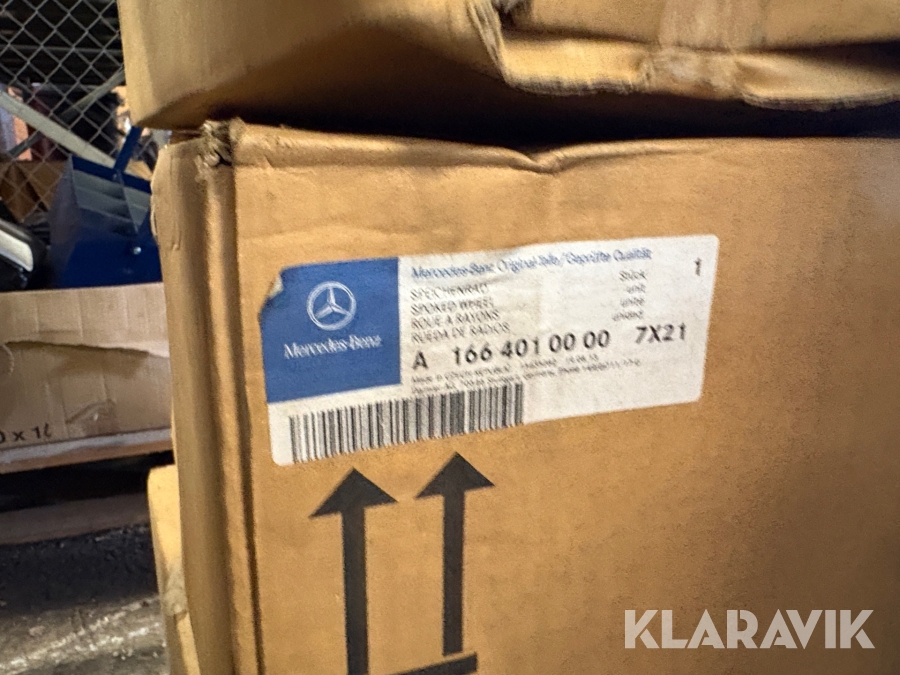 Mercedes-Benz Original-Teile/Geprüfte Qualität
SPEICHENRAD Stück 1
SPOKED WHEEL unit
ROUE A RAYONS unité
RUEDA DE RADIOS unidad
Mercedes-Benz
A 166 401 00 00 7X21
KLARAVIK